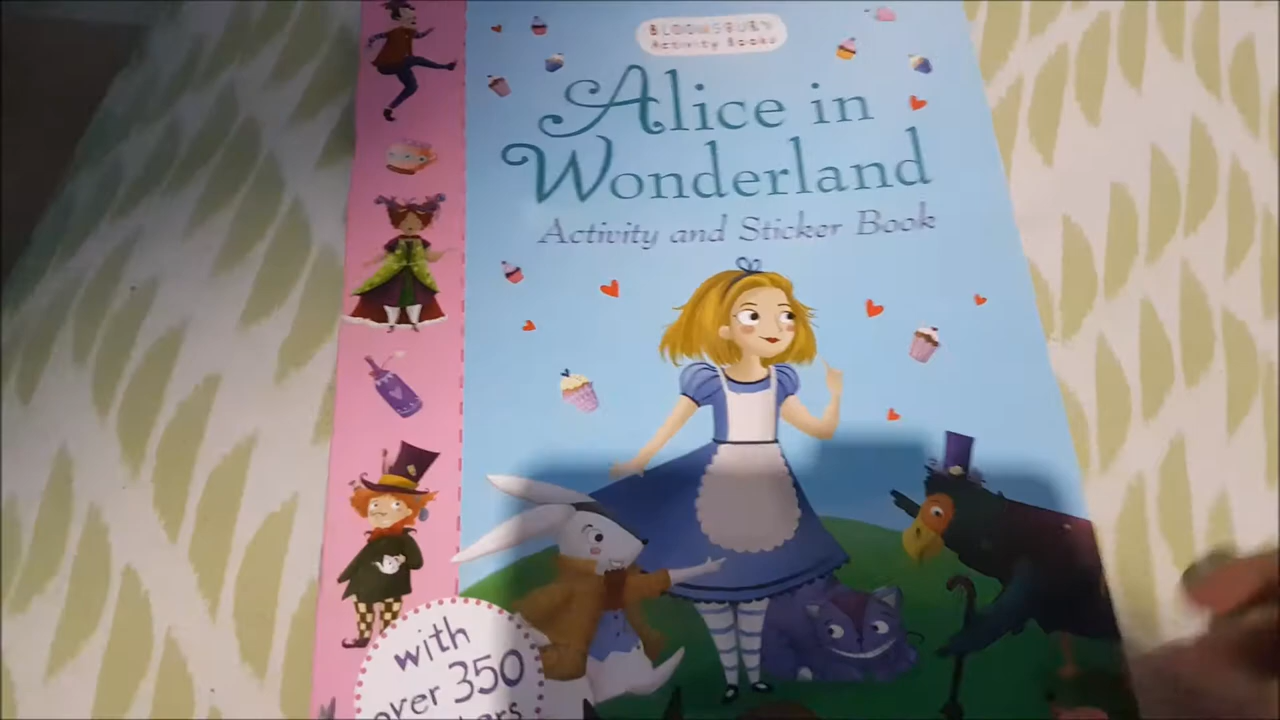 BLOOMSBURY
Activity Books
Alice in
Wonderland
Activity and Sticker Book
with
over 350